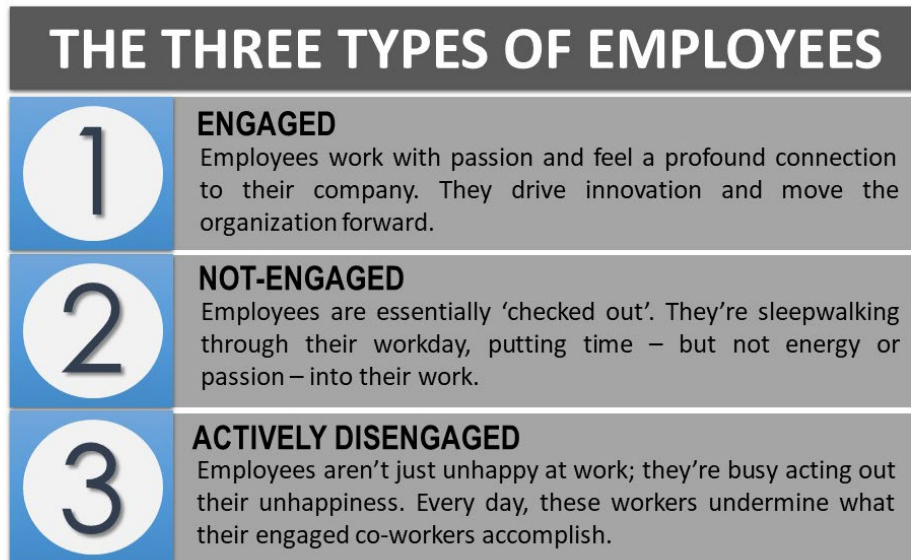 THE THREE TYPES OF EMPLOYEES
1
ENGAGED
Employees work with passion and feel a profound connection
to their company. They drive innovation and move the
organization forward.
2
NOT-ENGAGED
Employees are essentially ‘checked out’. They’re sleepwalking
through their workday, putting time – but not energy or
passion – into their work.
3
ACTIVELY DISENGAGED
Employees aren’t just unhappy at work; they’re busy acting out
their unhappiness. Every day, these workers undermine what
their engaged co-workers accomplish.